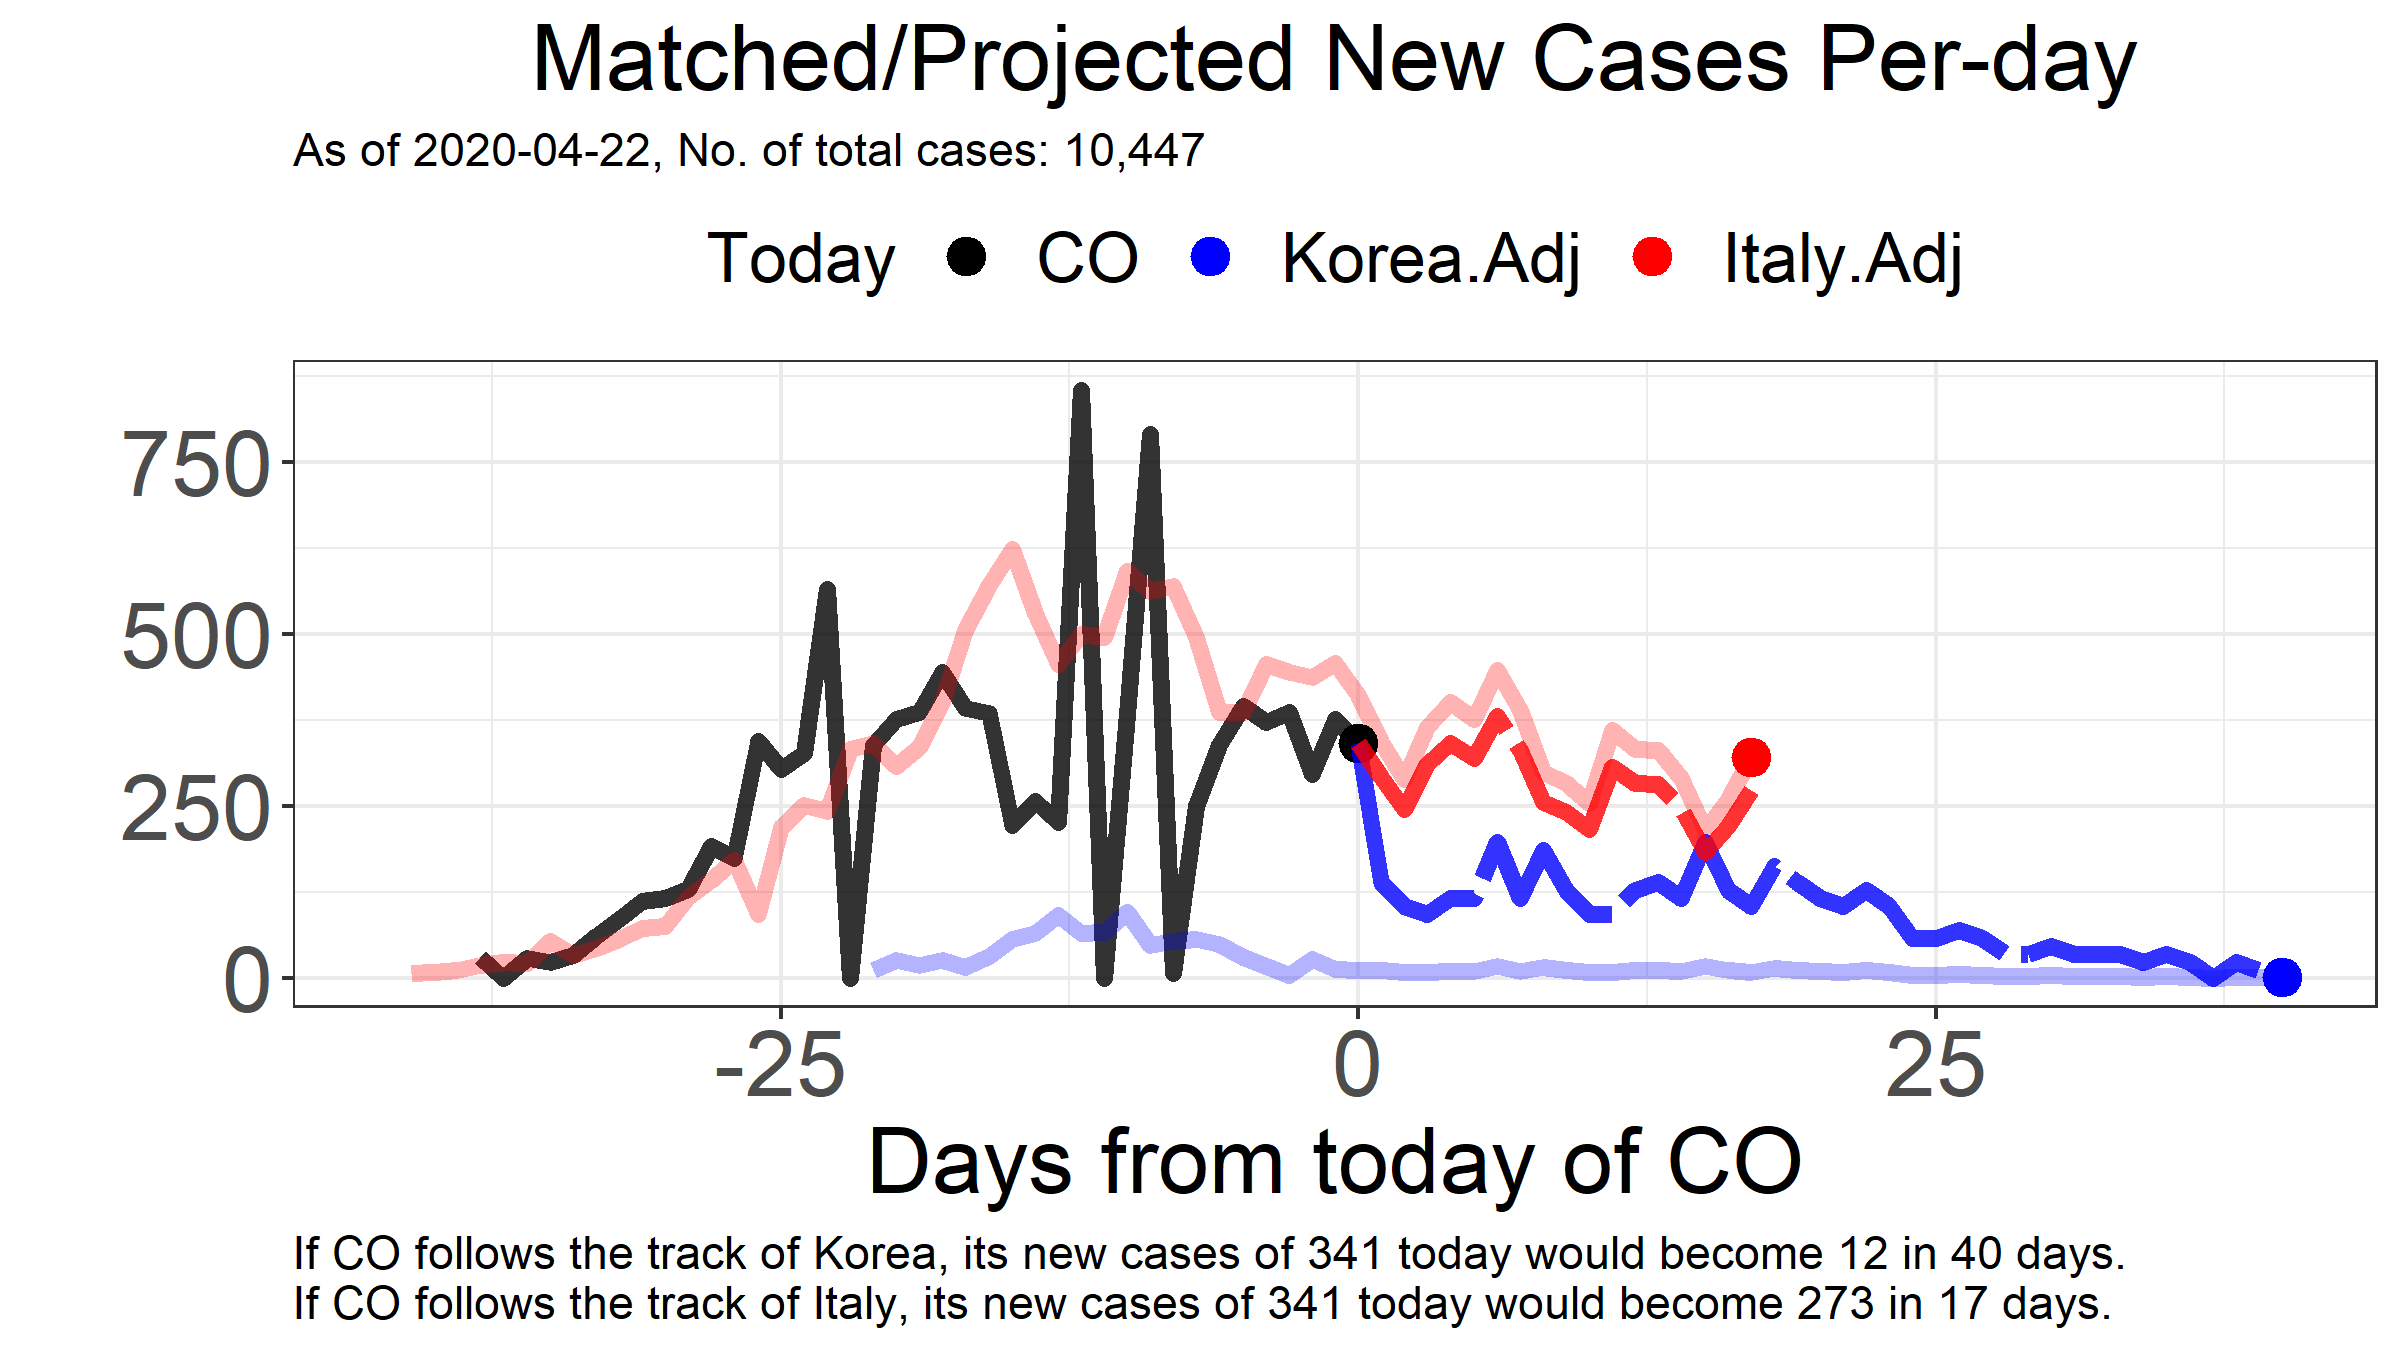 Matched/Projected New Cases Per-day
As of 2020-04-22, No. of total cases: 10,447
Today CO Korea.Adj Italy.Adj
750
500
250
0
-25 0 25
Days from today of CO
If CO follows the track of Korea, its new cases of 341 today would become 12 in 40 days.
If CO follows the track of Italy, its new cases of 341 today would become 273 in 17 days.